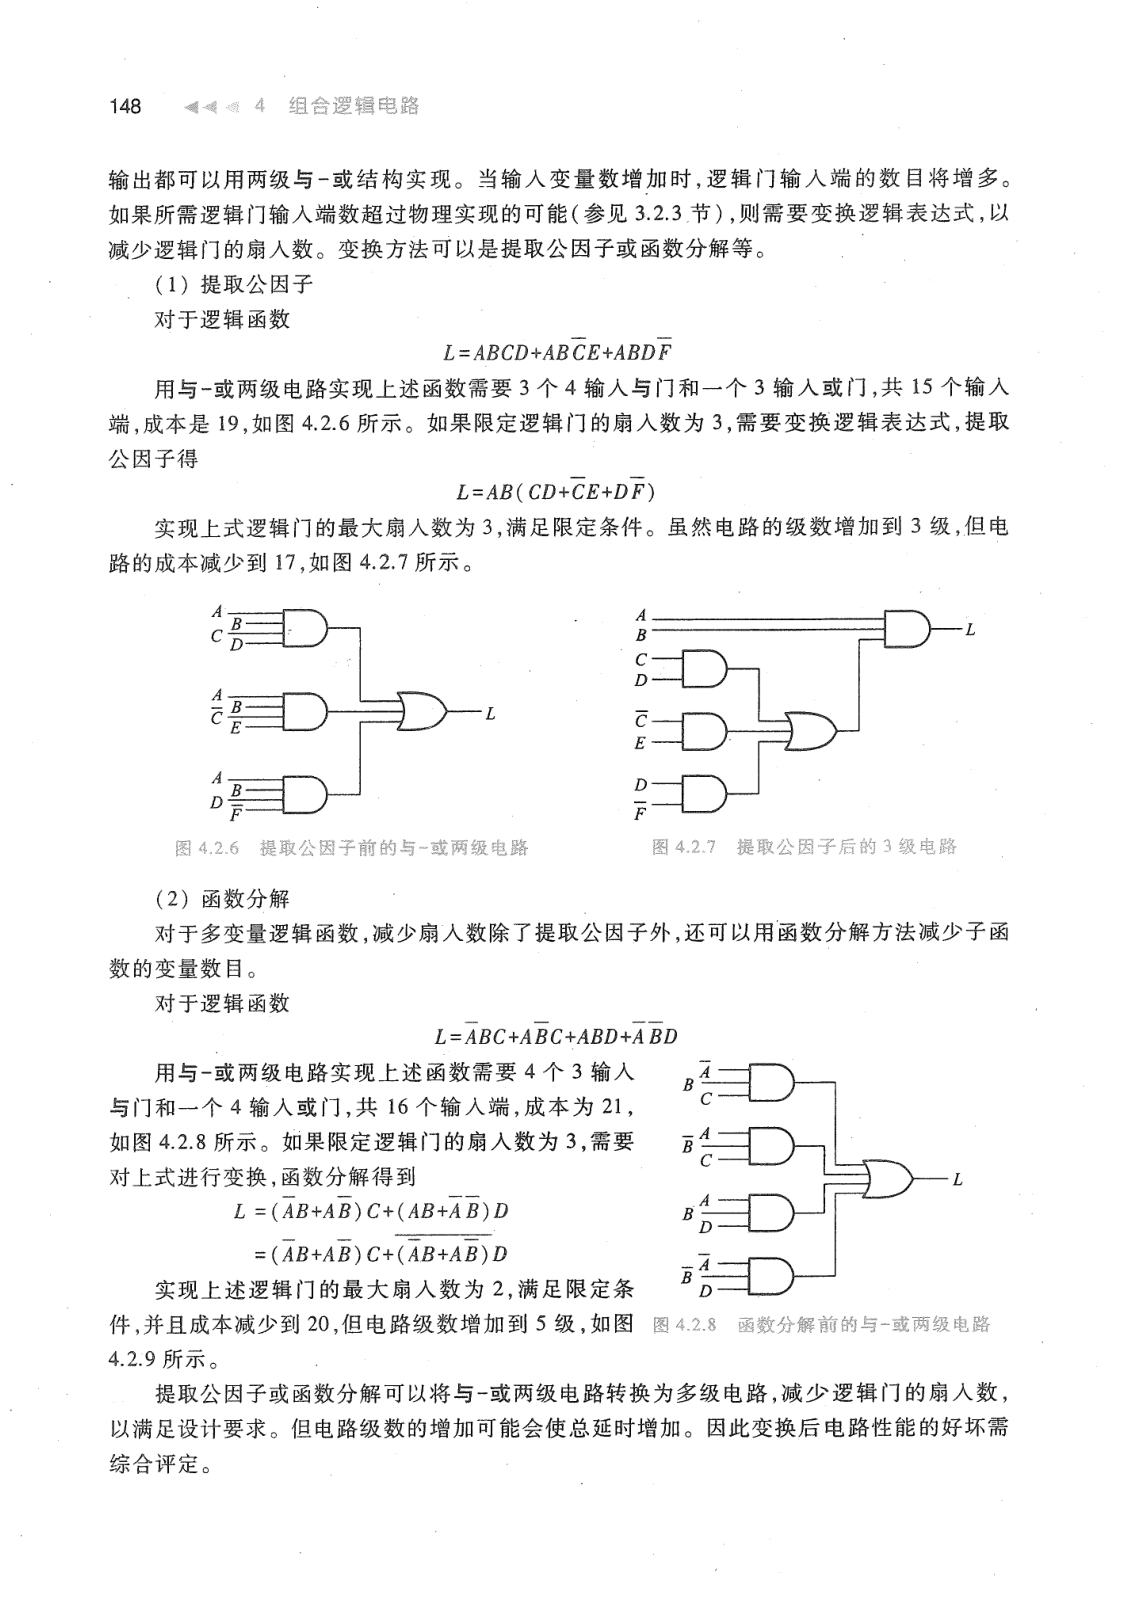 148 4 组合逻辑电路
输出都可以用两级与-或结构实现。当输入变量数增加时,逻辑门输入端的数目将增多。
如果所需逻辑门输入端数超过物理实现的可能(参见 3.2.3 节),则需要变换逻辑表达式,以
减少逻辑门的扇入数。变换方法可以是提取公因子或函数分解等。
(1) 提取公因子
对于逻辑函数
L=ABCD+ABC̅E+ABDF̅
用与-或两级电路实现上述函数需要 3 个 4 输入与门和一个 3 输入或门,共 15 个输入
端,成本是 19,如图 4.2.6 所示。如果限定逻辑门的扇入数为 3,需要变换逻辑表达式,提取
公因子得
L=AB(CD+C̅E+DF̅)
实现上式逻辑门的最大扇入数为 3,满足限定条件。虽然电路的级数增加到 3 级,但电
路的成本减少到 17,如图 4.2.7 所示。
A
B
C
D
A
B
C̅
E
A
B
D
F̅
L
A
B
C
D
C̅
E
D
F̅
L
图 4.2.6 提取公因子前的与-或两级电路
图 4.2.7 提取公因子后的 3 级电路
(2) 函数分解
对于多变量逻辑函数,减少扇入数除了提取公因子外,还可以用函数分解方法减少子函
数的变量数目。
对于逻辑函数
L=A̅BC+AB̅C+ABD+A̅ B̅D
用与-或两级电路实现上述函数需要 4 个 3 输入
与门和一个 4 输入或门,共 16 个输入端,成本为 21,
如图 4.2.8 所示。如果限定逻辑门的扇入数为 3,需要
对上式进行变换,函数分解得到
L =(A̅B+AB̅)C+(AB+A̅ B̅)D
=(A̅B+AB̅)C+(̅A̅B̅+̅A̅B̅)̅D
实现上述逻辑门的最大扇入数为 2,满足限定条
件,并且成本减少到 20,但电路级数增加到 5 级,如图
4.2.9 所示。
A̅
B
C
A
B̅
C
A
B
D
A̅
B̅
D
L
图 4.2.8 函数分解前的与-或两级电路
提取公因子或函数分解可以将与-或两级电路转换为多级电路,减少逻辑门的扇入数,
以满足设计要求。但电路级数的增加可能会使总延时增加。因此变换后电路性能的好坏需
综合评定。